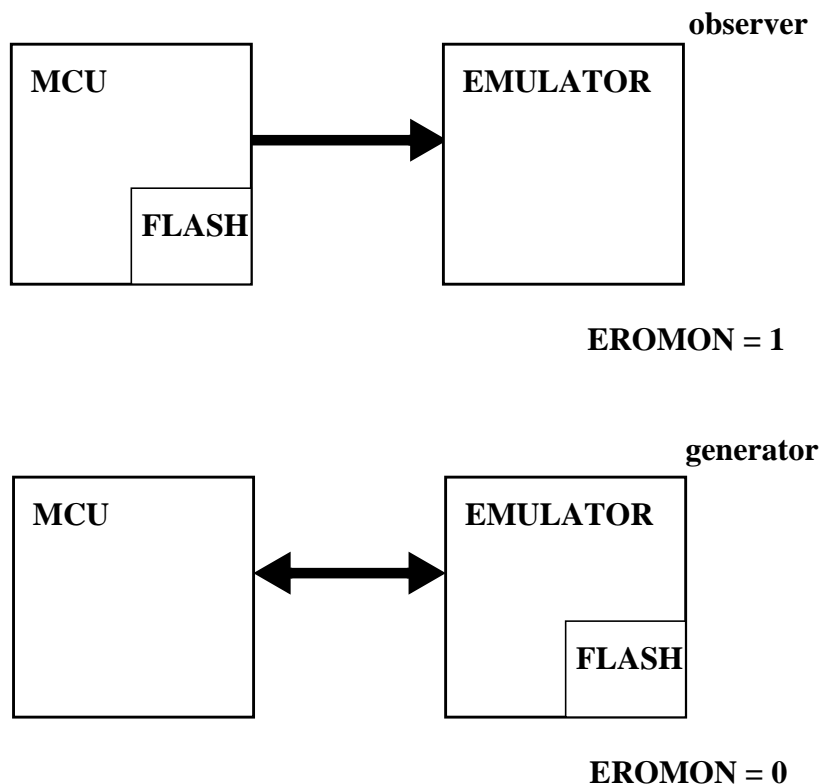 observer
MCU
EMULATOR
FLASH
EROMON = 1
generator
MCU
EMULATOR
FLASH
EROMON = 0